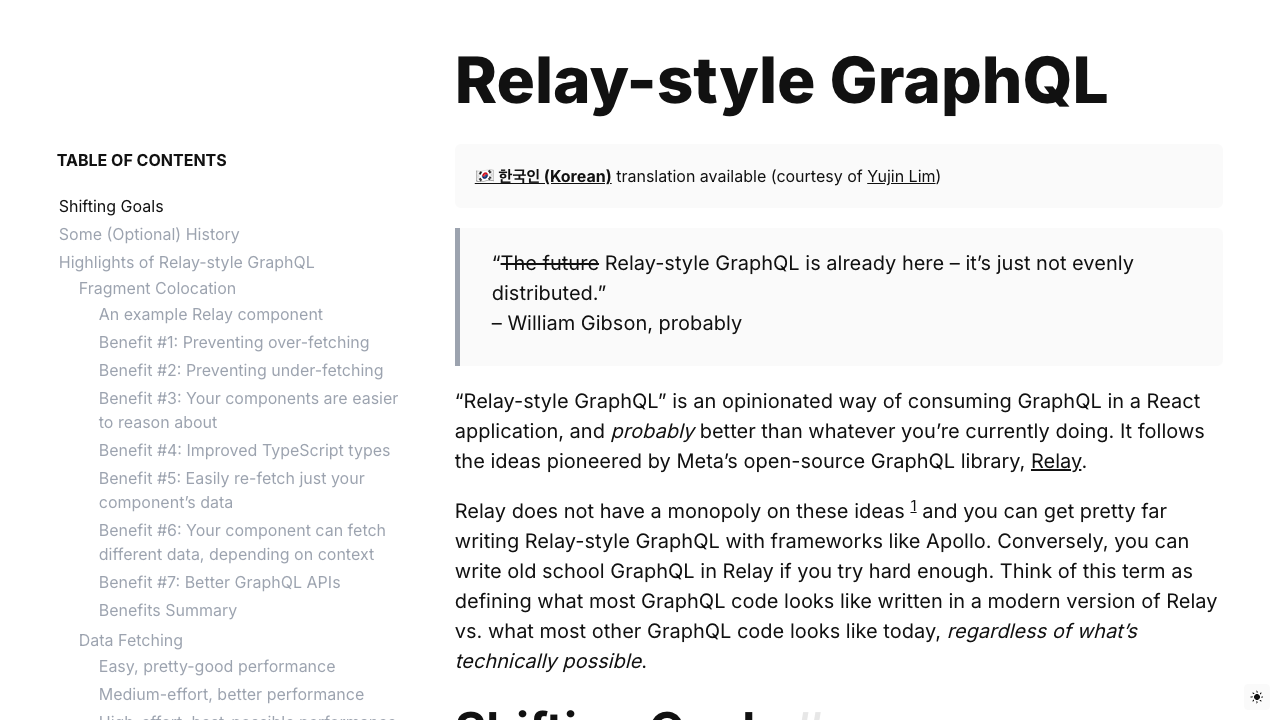 Relay-style GraphQL
TABLE OF CONTENTS
Shifting Goals
Some (Optional) History
Highlights of Relay-style GraphQL
Fragment Colocation
An example Relay component
Benefit #1: Preventing over-fetching
Benefit #2: Preventing under-fetching
Benefit #3: Your components are easier
to reason about
Benefit #4: Improved TypeScript types
Benefit #5: Easily re-fetch just your
component’s data
Benefit #6: Your component can fetch
different data, depending on context
Benefit #7: Better GraphQL APIs
Benefits Summary
Data Fetching
Easy, pretty-good performance
Medium-effort, better performance
High-effort, best-possible performance
🇰🇷 한국인 (Korean) translation available (courtesy of Yujin Lim)
“The future Relay-style GraphQL is already here – it’s just not evenly
distributed.”
– William Gibson, probably
“Relay-style GraphQL” is an opinionated way of consuming GraphQL in a React
application, and probably better than whatever you’re currently doing. It follows
the ideas pioneered by Meta’s open-source GraphQL library, Relay.
Relay does not have a monopoly on these ideas 1 and you can get pretty far
writing Relay-style GraphQL with frameworks like Apollo. Conversely, you can
write old school GraphQL in Relay if you try hard enough. Think of this term as
defining what most GraphQL code looks like written in a modern version of Relay
vs. what most other GraphQL code looks like today, regardless of what’s
technically possible.
Shifting Goals #